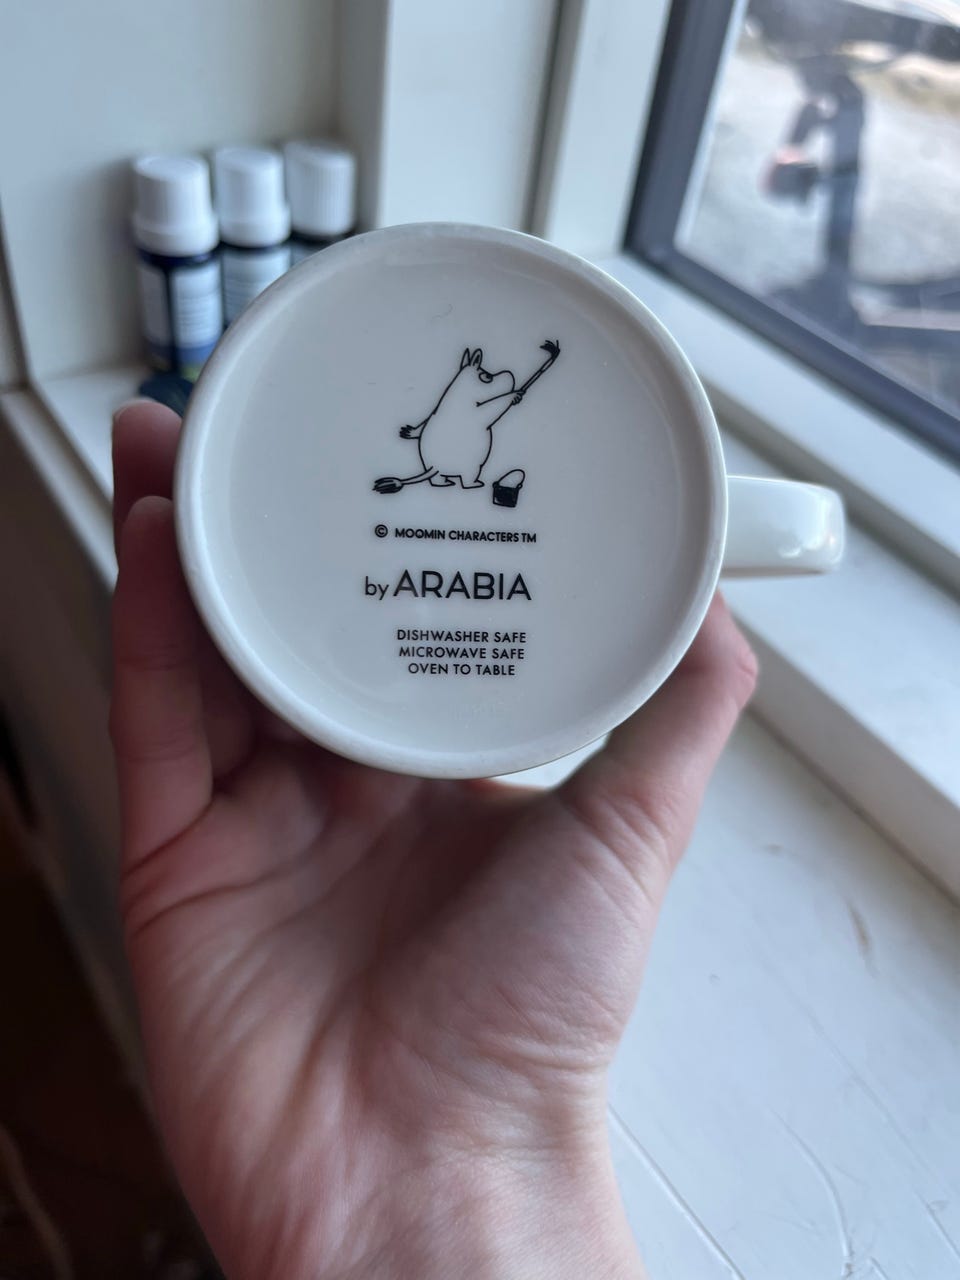 © MOOMIN CHARACTERS TM
by ARABIA
DISHWASHER SAFE
MICROWAVE SAFE
OVEN TO TABLE